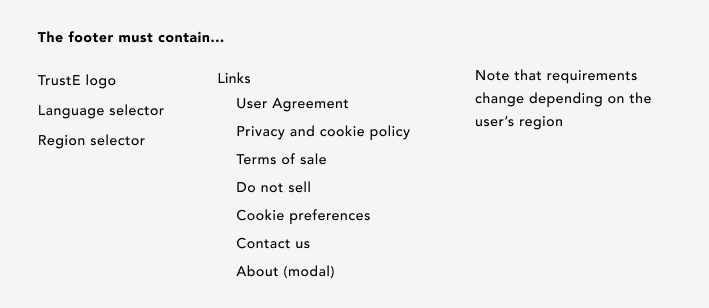 The footer must contain...
TrustE logo
Language selector
Region selector
Links
User Agreement
Privacy and cookie policy
Terms of sale
Do not sell
Cookie preferences
Contact us
About (modal)
Note that requirements
change depending on the
user’s region